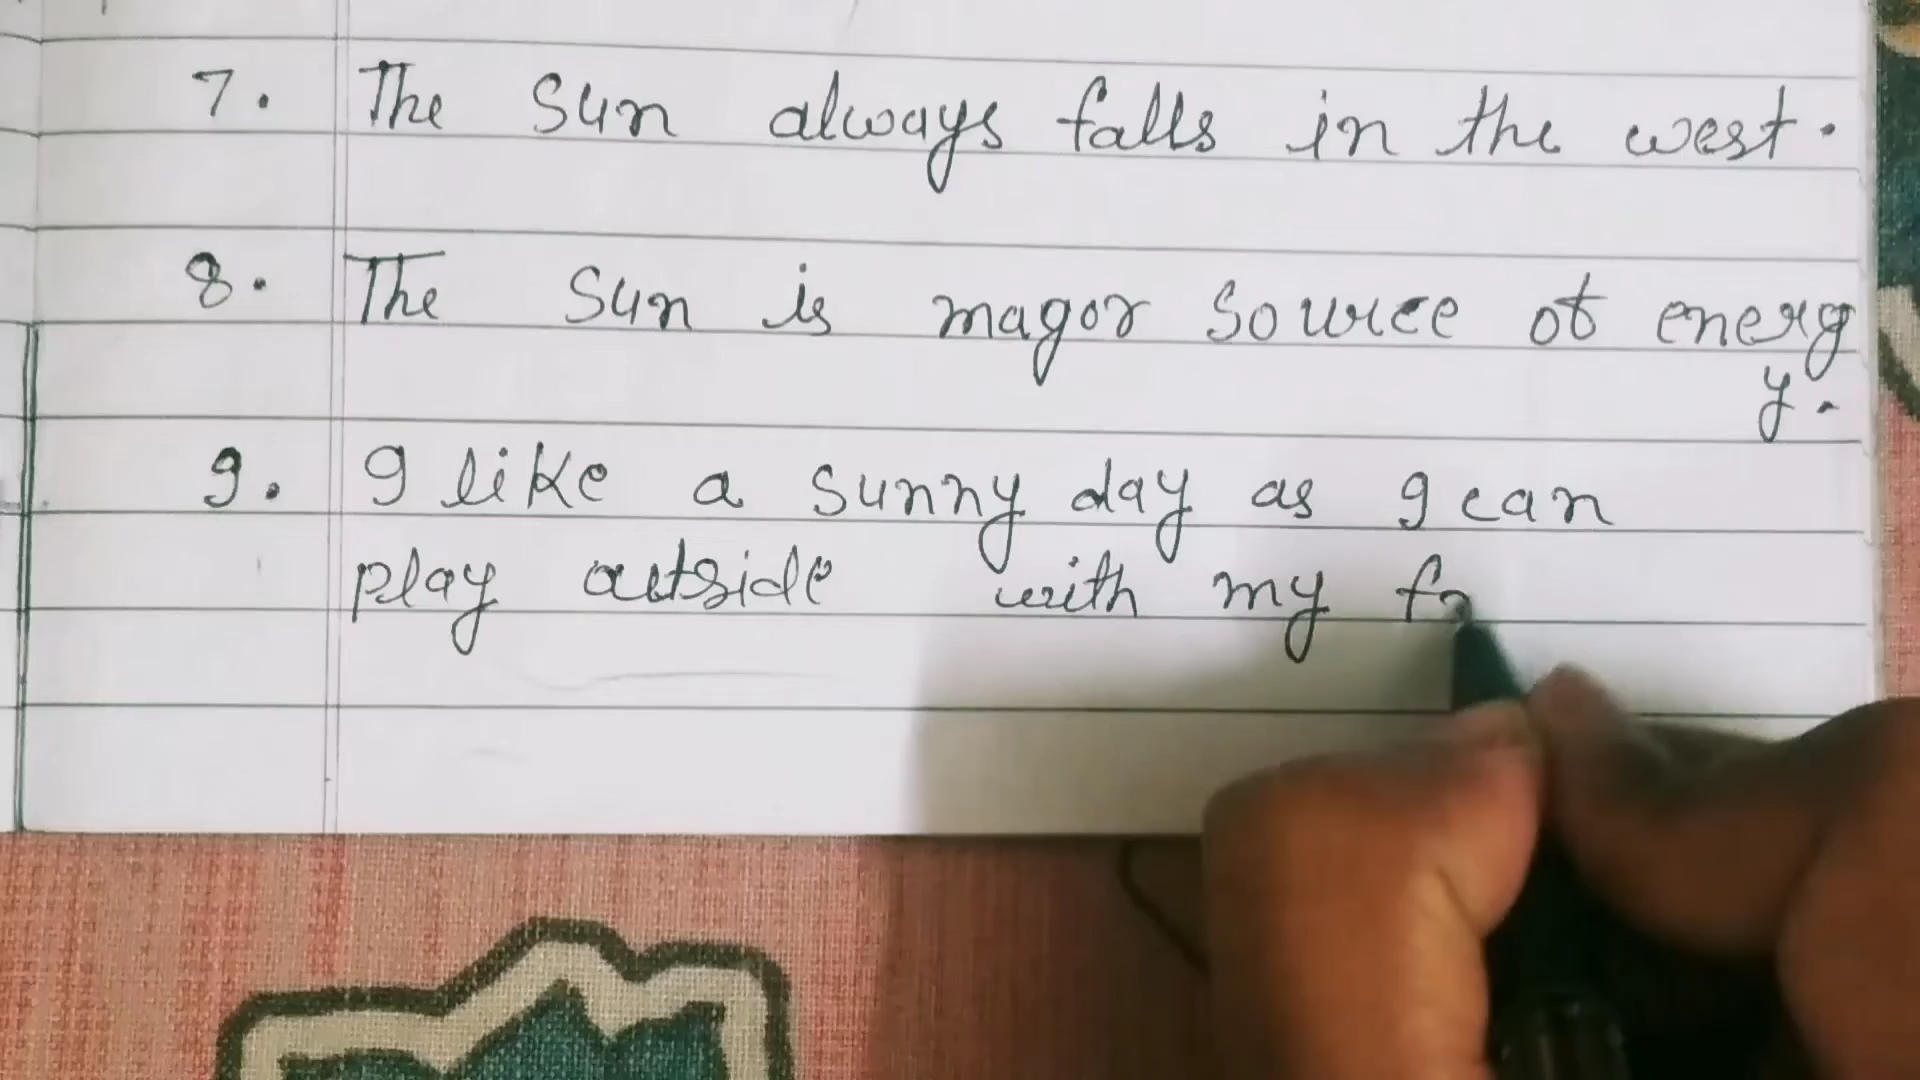 7. The Sun always falls in the west.
8. The Sun is magor Source of energ
y.
9. I like a sunny day as I can
play outside with my